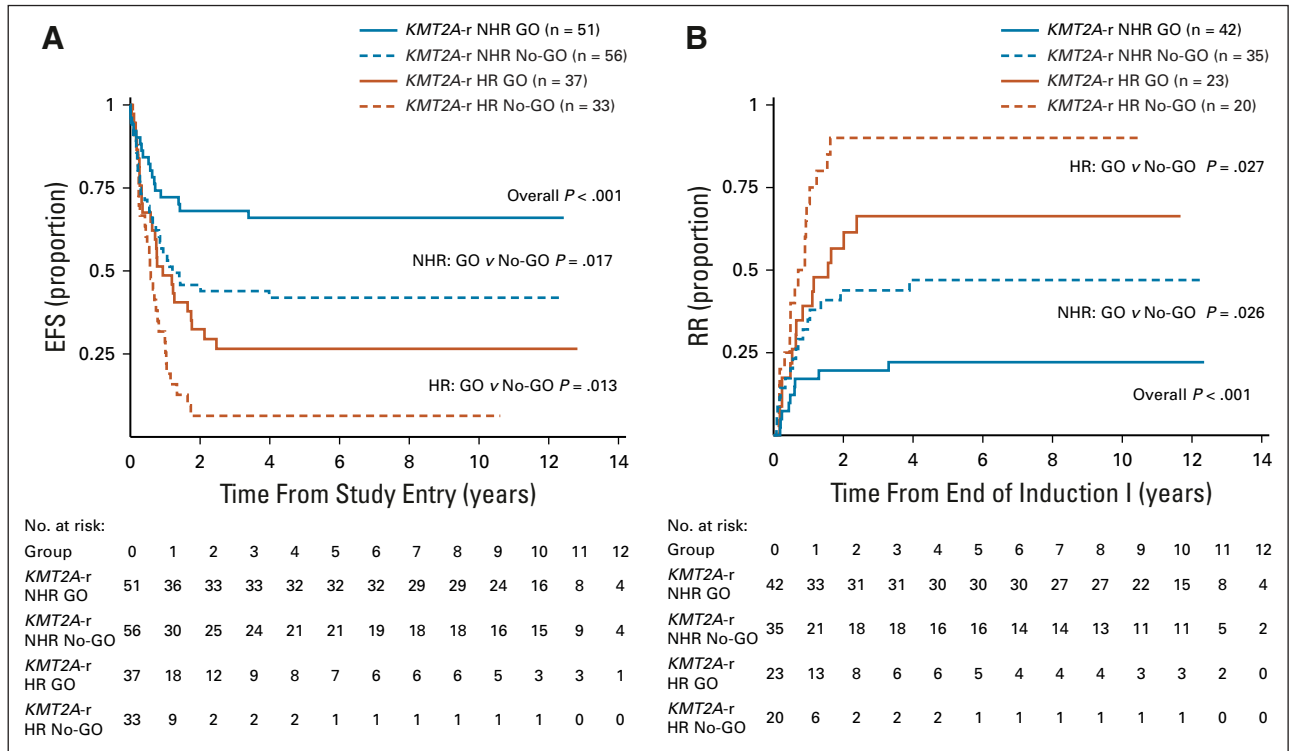 A
KMT2A-r NHR GO (n = 51)
KMT2A-r NHR No-GO (n = 56)
KMT2A-r HR GO (n = 37)
KMT2A-r HR No-GO (n = 33)
1
0.75
0.5
0.25
EFS (proportion)
Overall P < .001
NHR: GO v No-GO P = .017
HR: GO v No-GO P = .013
0 2 4 6 8 10 12 14
Time From Study Entry (years)
No. at risk:
Group 0 1 2 3 4 5 6 7 8 9 10 11 12
KMT2A-r
NHR GO 51 36 33 33 32 32 32 29 29 24 16 8 4
KMT2A-r
NHR No-GO 56 30 25 24 21 21 19 18 18 16 15 9 4
KMT2A-r
HR GO 37 18 12 9 8 7 6 6 6 5 3 3 1
KMT2A-r
HR No-GO 33 9 2 2 2 1 1 1 1 1 1 0 0
B
KMT2A-r NHR GO (n = 42)
KMT2A-r NHR No-GO (n = 35)
KMT2A-r HR GO (n = 23)
KMT2A-r HR No-GO (n = 20)
1
0.75
0.5
0.25
RR (proportion)
HR: GO v No-GO P = .027
NHR: GO v No-GO P = .026
Overall P < .001
0 2 4 6 8 10 12 14
Time From End of Induction I (years)
No. at risk:
Group 0 1 2 3 4 5 6 7 8 9 10 11 12
KMT2A-r
NHR GO 42 33 31 31 30 30 30 27 27 22 15 8 4
KMT2A-r
NHR No-GO 35 21 18 18 16 16 14 14 13 11 11 5 2
KMT2A-r
HR GO 23 13 8 6 6 5 4 4 4 3 3 2 0
KMT2A-r
HR No-GO 20 6 2 2 2 1 1 1 1 1 1 0 0